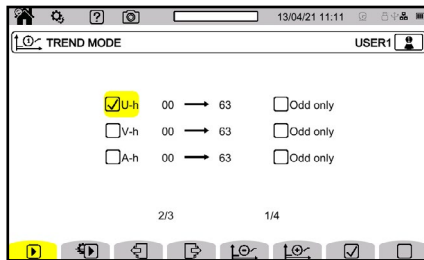 13/04/21 11:11
TREND MODE USER1
U-h 00 → 63 Odd only
V-h 00 → 63 Odd only
A-h 00 → 63 Odd only
2/3 1/4